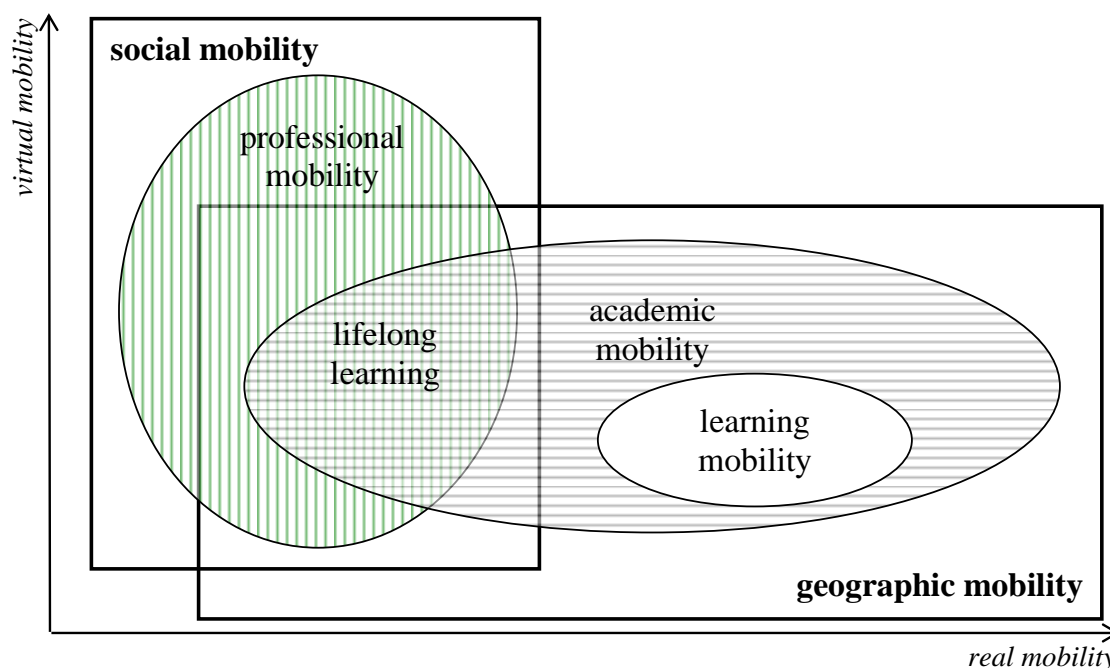 virtual mobility
social mobility
professional
mobility
lifelong
learning
academic
mobility
learning
mobility
geographic mobility
real mobility